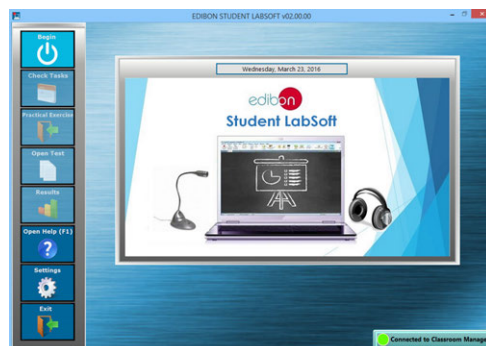 EDIBON STUDENT LABSOFT v02.00.00
Begin
Check Tasks
Practical Exercise
Open Test
Results
Open Help (F1)
Settings
Exit
Wednesday, March 23, 2016
edibon
Student LabSoft
Connected to Classroom Manage